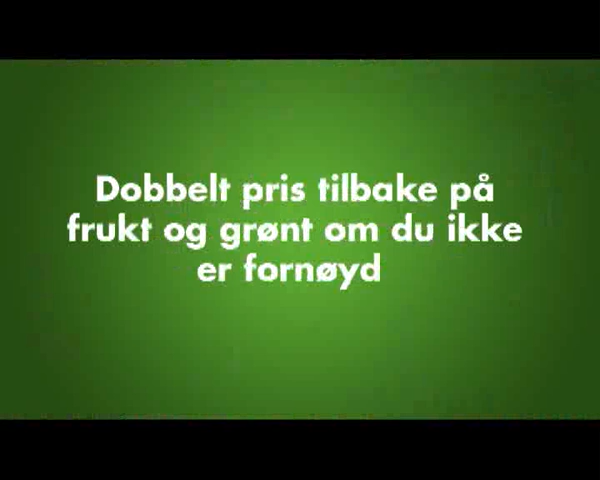 Dobbelt pris tilbake på
frukt og grønt om du ikke
er fornøyd